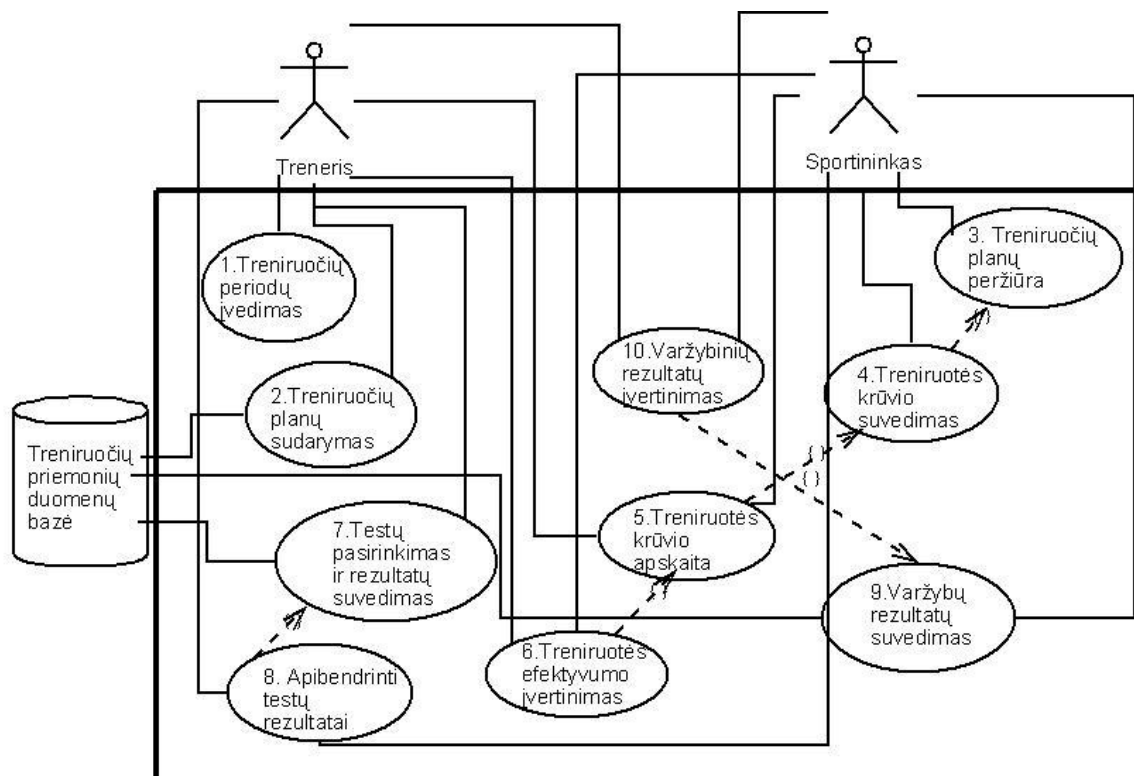 Treneris
Sportininkas
1.Treniruočių
periodų
įvedimas
3. Treniruočių
planų
peržiūra
{ }
10.Varžybinių
rezultatų
įvertinimas
4.Treniruotės
krūvio
suvedimas
2.Treniruočių
planų
sudarymas
Treniruočių
priemonių
duomenų
bazė
{ }
{ }
7.Testų
pasirinkimas
ir rezultatų
suvedimas
5.Treniruotės
krūvio
apskaita
{ }
9.Varžybų
rezultatų
suvedimas
{ }
8. Apibendrinti
testų
rezultatai
6.Treniruotės
efektyvumo
įvertinimas